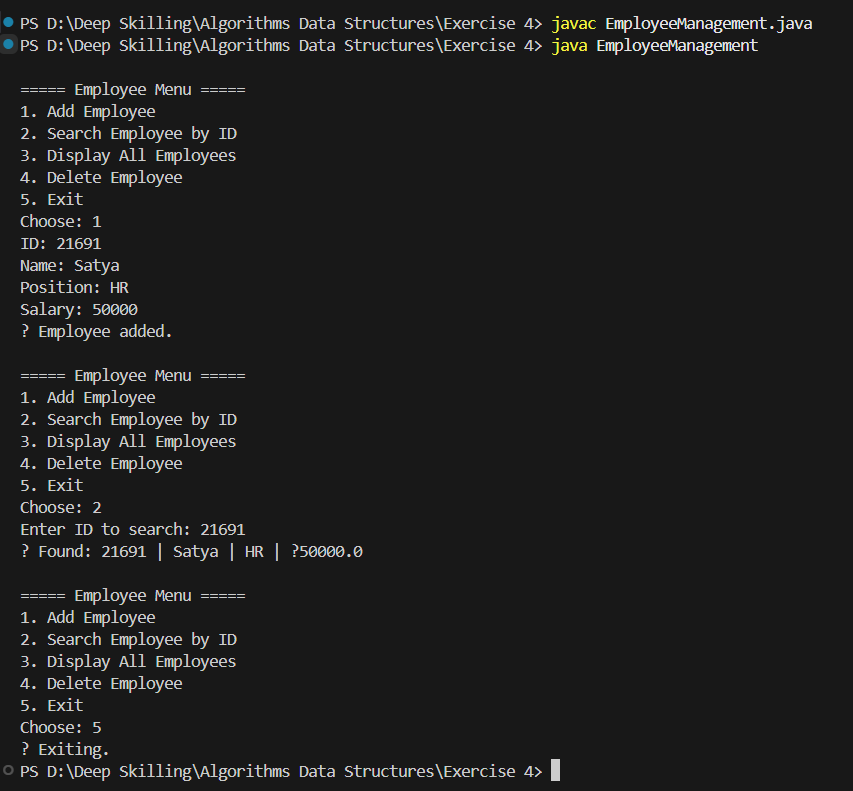 PS D:\Deep Skilling\Algorithms Data Structures\Exercise 4> javac EmployeeManagement.java
PS D:\Deep Skilling\Algorithms Data Structures\Exercise 4> java EmployeeManagement
===== Employee Menu =====
1. Add Employee
2. Search Employee by ID
3. Display All Employees
4. Delete Employee
5. Exit
Choose: 1
ID: 21691
Name: Satya
Position: HR
Salary: 50000
? Employee added.
===== Employee Menu =====
1. Add Employee
2. Search Employee by ID
3. Display All Employees
4. Delete Employee
5. Exit
Choose: 2
Enter ID to search: 21691
? Found: 21691 | Satya | HR | ?50000.0
===== Employee Menu =====
1. Add Employee
2. Search Employee by ID
3. Display All Employees
4. Delete Employee
5. Exit
Choose: 5
? Exiting.
PS D:\Deep Skilling\Algorithms Data Structures\Exercise 4>